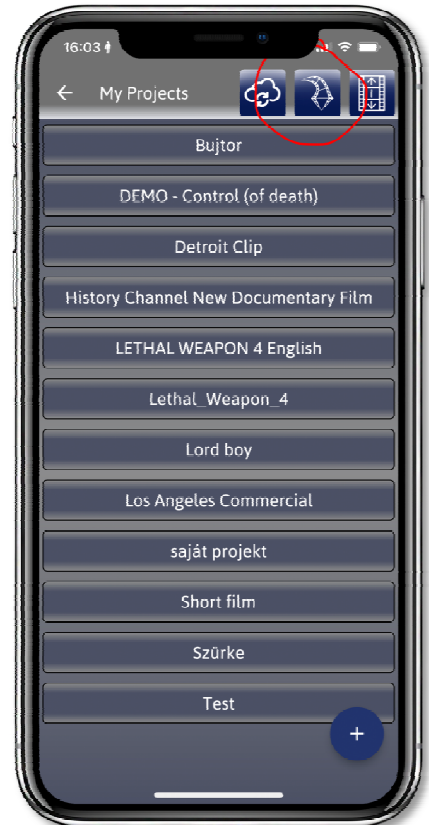 16:03
My Projects
Bujtor
DEMO - Control (of death)
Detroit Clip
History Channel New Documentary Film
LETHAL WEAPON 4 English
Lethal_Weapon_4
Lord boy
Los Angeles Commercial
saját projekt
Short film
Szürke
Test
+